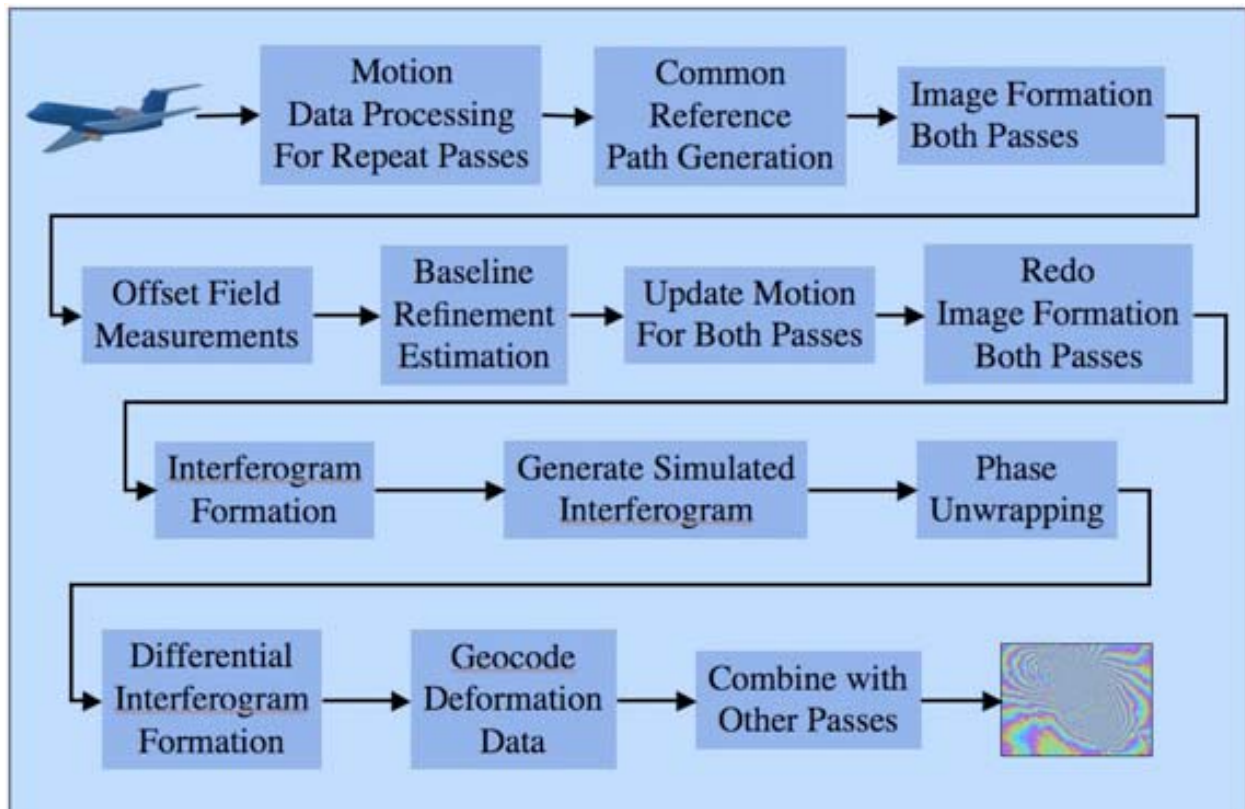 Motion
Data Processing
For Repeat Passes
Common
Reference
Path Generation
Image Formation
Both Passes
Offset Field
Measurements
Baseline
Refinement
Estimation
Update Motion
For Both Passes
Redo
Image Formation
Both Passes
Interferogram
Formation
Generate Simulated
Interferogram
Phase
Unwrapping
Differential
Interferogram
Formation
Geocode
Deformation
Data
Combine with
Other Passes